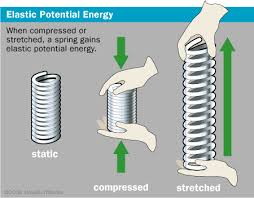 Elastic Potential Energy
When compressed or
stretched, a spring gains
elastic potential energy.
static
compressed
stretched